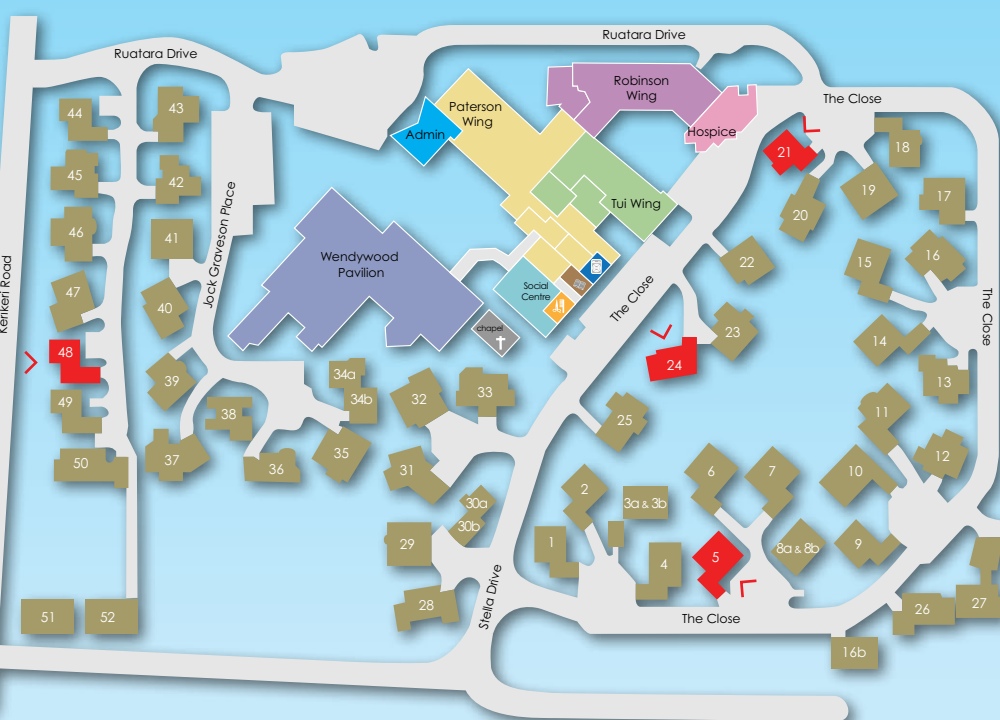 Ruatara Drive
Ruatara Drive
Robinson
Wing
Paterson
Wing
The Close
44
43
Admin
Hospice
21
18
45
42
19
17
Jock Graveson Place
Tui Wing
20
46
41
Wendywood
Pavilion
22
15
16
Kerikeri Road
47
40
Social
Centre
The Close
The Close
chapel
23
14
48
34a
24
39
32
33
13
49
38
34b
25
11
50
37
36
35
31
6
7
10
12
2
3a & 3b
30a
30b
29
1
4
5
8a & 8b
9
Stella Drive
28
26
27
51
52
The Close
16b